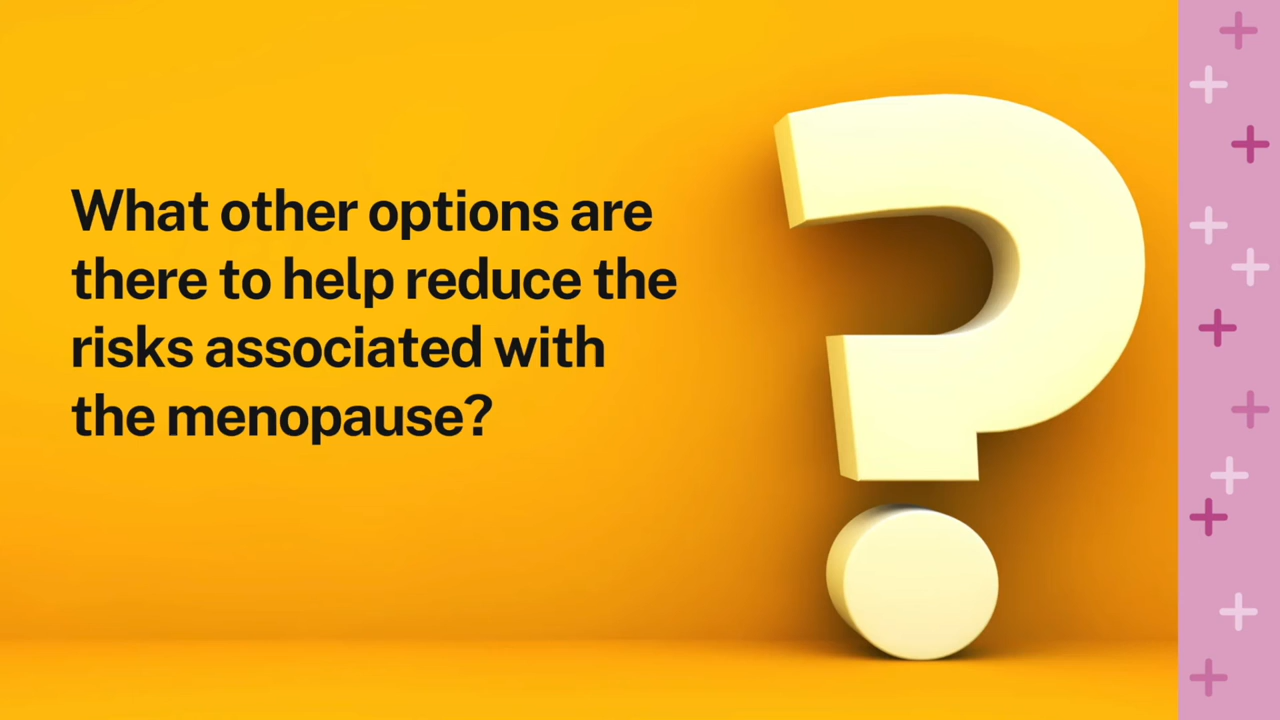 What other options are
there to help reduce the
risks associated with
the menopause?